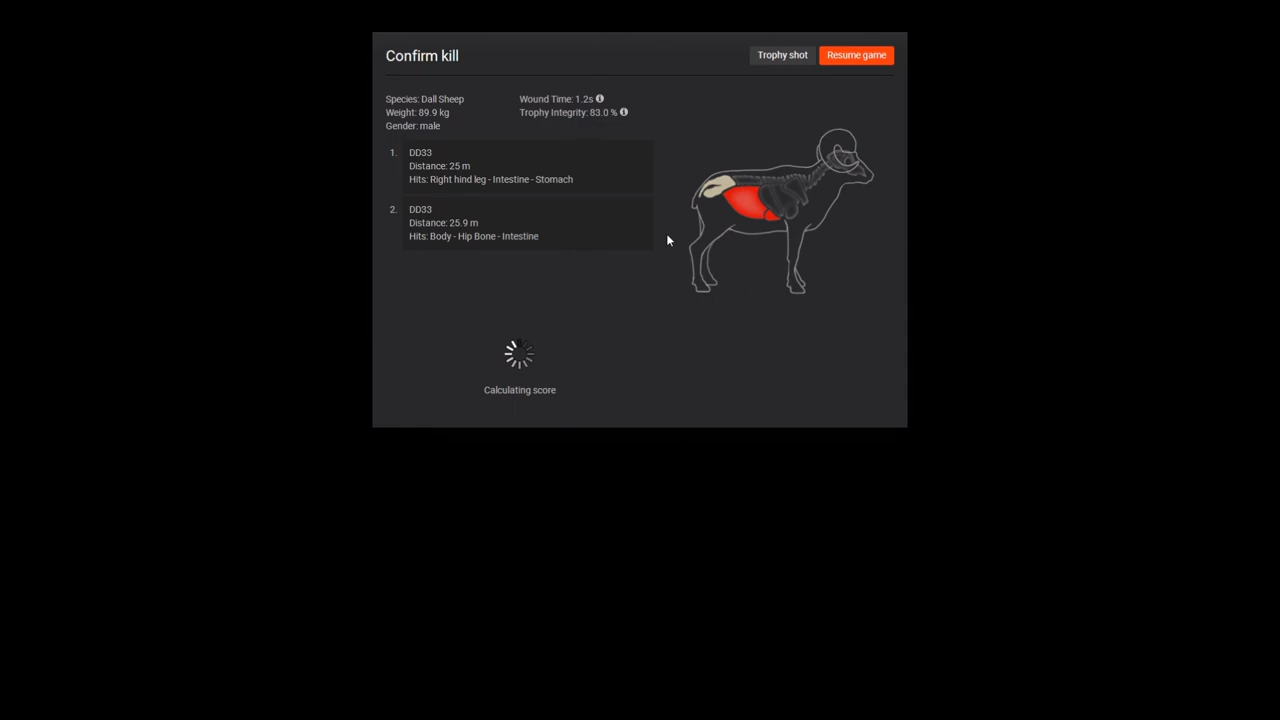 Confirm kill
Trophy shot
Resume game
Species: Dall Sheep
Weight: 89.9 kg
Gender: male
Wound Time: 1.2s
Trophy Integrity: 83.0 %
1.
DD33
Distance: 25 m
Hits: Right hind leg - Intestine - Stomach
2.
DD33
Distance: 25.9 m
Hits: Body - Hip Bone - Intestine
Calculating score